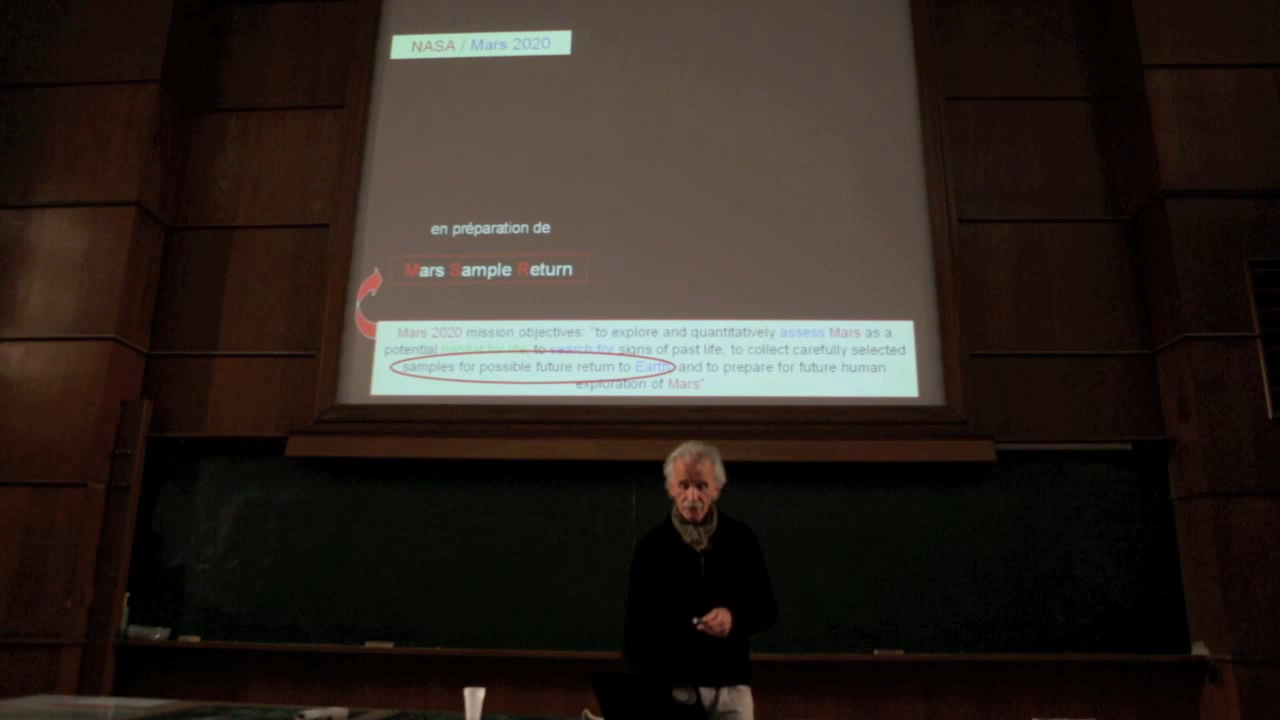 NASA / Mars 2020
en préparation de
Mars Sample Return
Mars 2020 mission objectives: "to explore and quantitatively assess Mars as a
potential habitat for life, to search for signs of past life, to collect carefully selected
samples for possible future return to Earth and to prepare for future human
exploration of Mars"